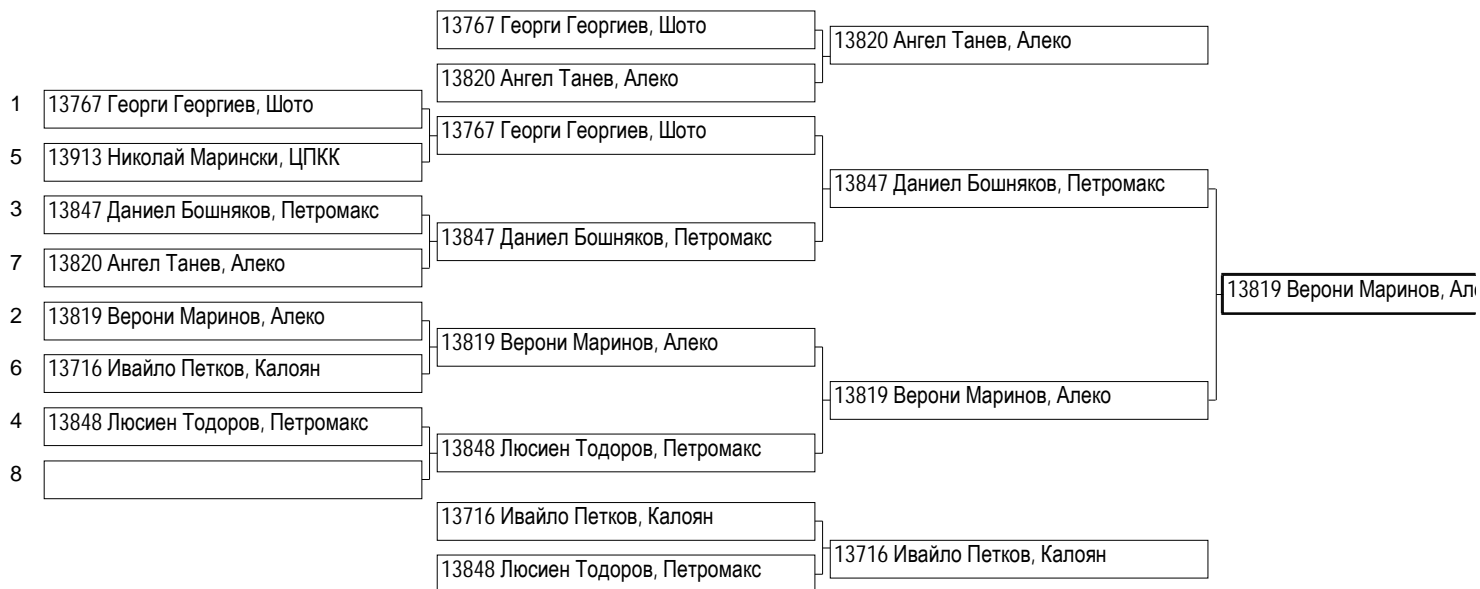 13767 Георги Георгиев, Шото
13820 Ангел Танев, Алеко
13820 Ангел Танев, Алеко
1 13767 Георги Георгиев, Шото
5 13913 Николай Марински, ЦПКК
3 13847 Даниел Бошняков, Петромакс
7 13820 Ангел Танев, Алеко
2 13819 Верони Маринов, Алеко
6 13716 Ивайло Петков, Калоян
4 13848 Люсиен Тодоров, Петромакс
8
13767 Георги Георгиев, Шото
13847 Даниел Бошняков, Петромакс
13819 Верони Маринов, Алеко
13848 Люсиен Тодоров, Петромакс
13847 Даниел Бошняков, Петромакс
13819 Верони Маринов, Алеко
13819 Верони Маринов,
13716 Ивайло Петков, Калоян
13848 Люсиен Тодоров, Петромакс
13716 Ивайло Петков, Калоян